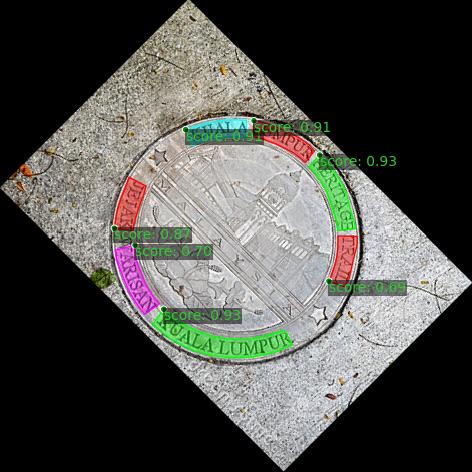 KUALA LUMPUR HERITAGE TRAIL
JEJAK WARISAN KUALA LUMPUR
score: 0.91
score: 0.91
score: 0.93
score: 0.87
score: 0.70
score: 0.69
score: 0.93